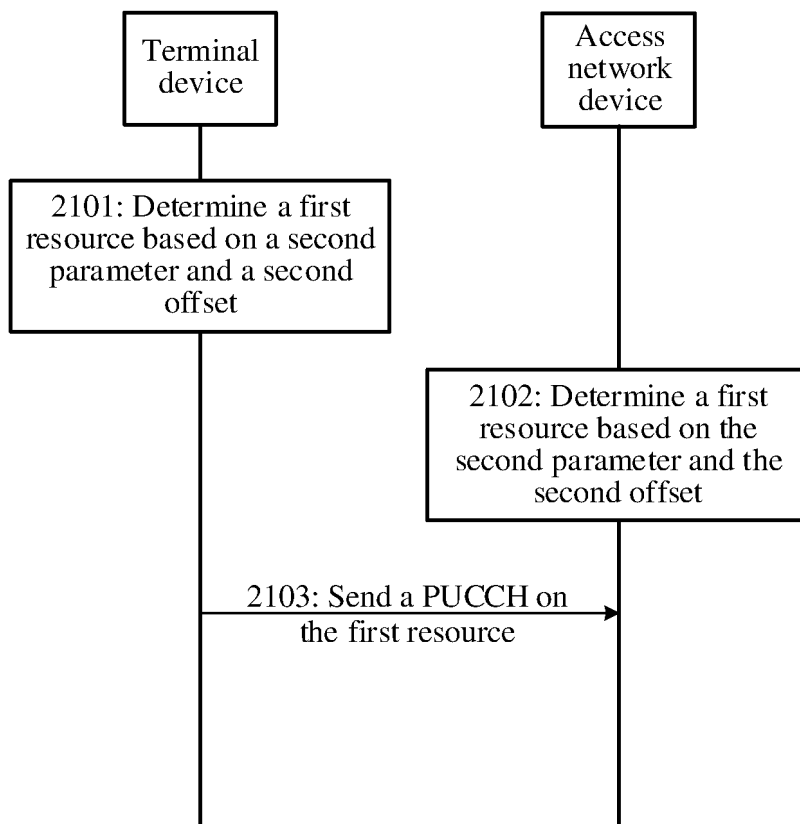 Terminal
device
Access
network
device
2101: Determine a first
resource based on a second
parameter and a second
offset
2102: Determine a first
resource based on the
second parameter and the
second offset
2103: Send a PUCCH on
the first resource